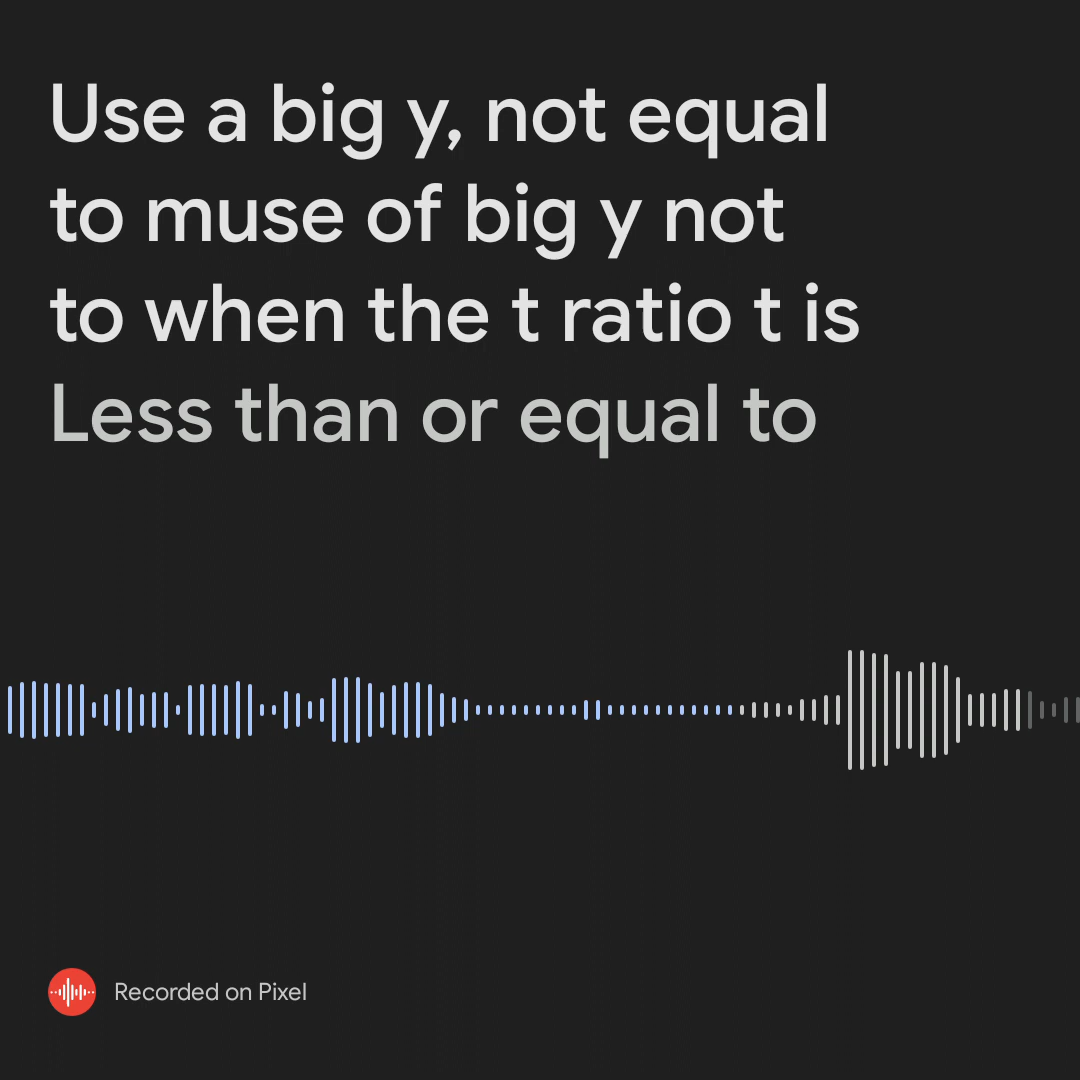 Use a big y, not equal
to muse of big y not
to when the t ratio t is
Less than or equal to
Recorded on Pixel